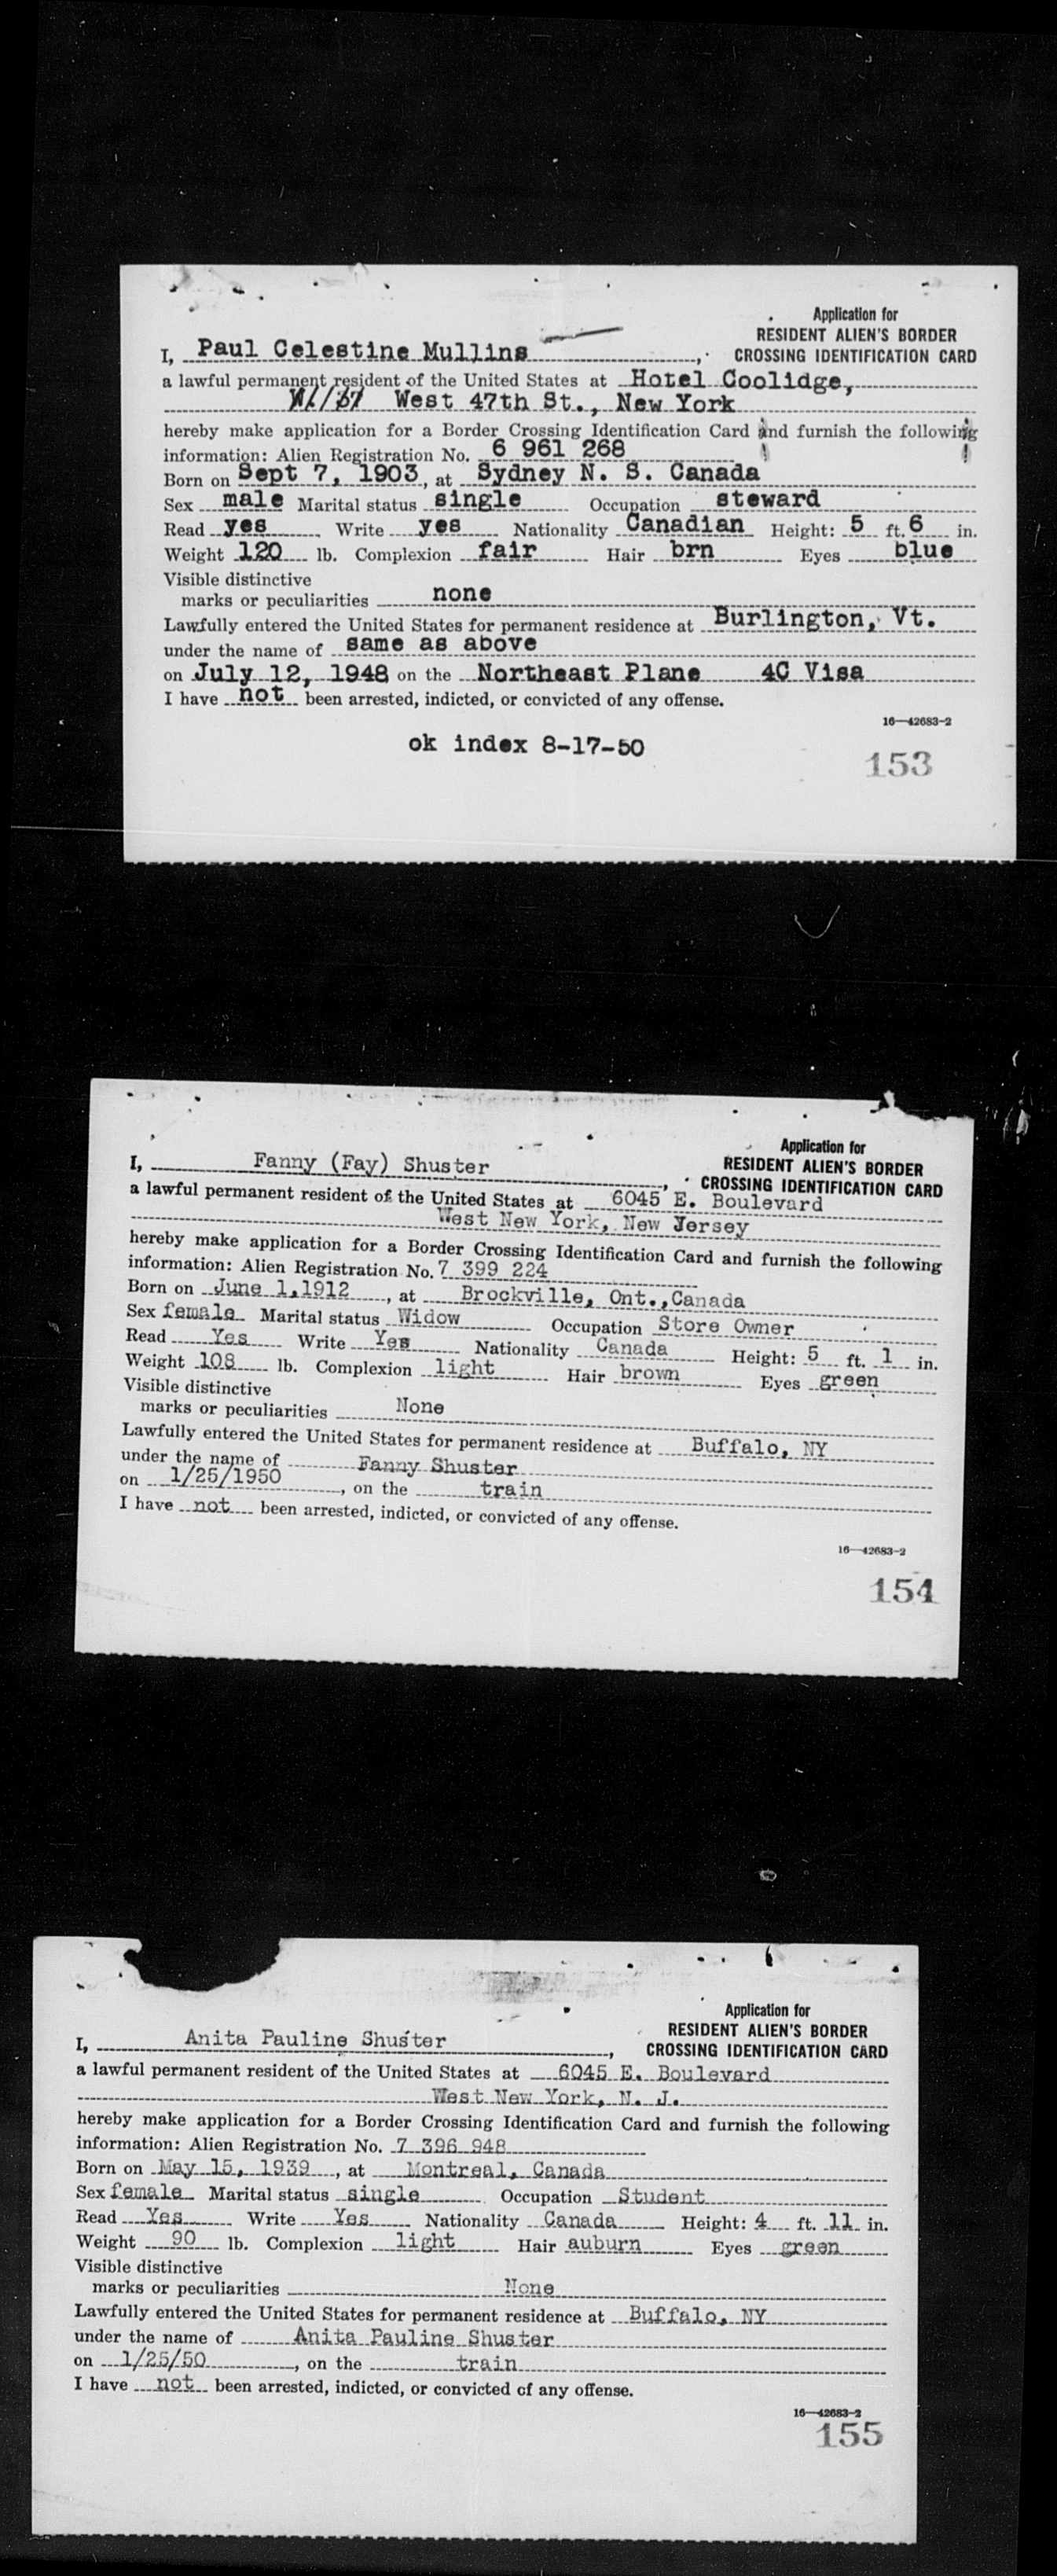 Application for
RESIDENT ALIEN'S BORDER
CROSSING IDENTIFICATION CARD
I, Paul Celestine Mullins,
a lawful permanent resident of the United States at Hotel Coolidge,
West 47th St., New York
hereby make application for a Border Crossing Identification Card and furnish the following
information: Alien Registration No. 6 961 268
Born on Sept 7, 1903, at Sydney N. S. Canada
Sex male Marital status single Occupation steward
Read yes Write yes Nationality Canadian Height: 5 ft. 6 in.
Weight 120 lb. Complexion fair Hair brn Eyes blue
Visible distinctive
marks or peculiarities none
Lawfully entered the United States for permanent residence at Burlington, Vt.
under the name of same as above
on July 12, 1948 on the Northeast Plane 4C Visa
I have not been arrested, indicted, or convicted of any offense.
16—42683-2
ok index 8-17-50
153
Application for
RESIDENT ALIEN'S BORDER
CROSSING IDENTIFICATION CARD
I, Fanny (Fay) Shuster,
a lawful permanent resident of the United States at 6045 E. Boulevard
West New York, New Jersey
hereby make application for a Border Crossing Identification Card and furnish the following
information: Alien Registration No. 7 399 224
Born on June 1,1912, at Brockville, Ont.,Canada
Sex female Marital status Widow Occupation Store Owner
Read Yes Write Yes Nationality Canada Height: 5 ft. 1 in.
Weight 108 lb. Complexion light Hair brown Eyes green
Visible distinctive
marks or peculiarities None
Lawfully entered the United States for permanent residence at Buffalo, NY
under the name of Fanny Shuster
on 1/25/1950, on the train
I have not been arrested, indicted, or convicted of any offense.
16—42683-2
154
Application for
RESIDENT ALIEN'S BORDER
CROSSING IDENTIFICATION CARD
I, Anita Pauline Shuster,
a lawful permanent resident of the United States at 6045 E. Boulevard
West New York, N. J.
hereby make application for a Border Crossing Identification Card and furnish the following
information: Alien Registration No. 7 396 948
Born on May 15, 1939, at Montreal, Canada
Sex female Marital status single Occupation Student
Read Yes Write Yes Nationality Canada Height: 4 ft. 11 in.
Weight 90 lb. Complexion light Hair auburn Eyes green
Visible distinctive
marks or peculiarities None
Lawfully entered the United States for permanent residence at Buffalo, NY
under the name of Anita Pauline Shuster
on 1/25/50, on the train
I have not been arrested, indicted, or convicted of any offense.
16—42683-2
155